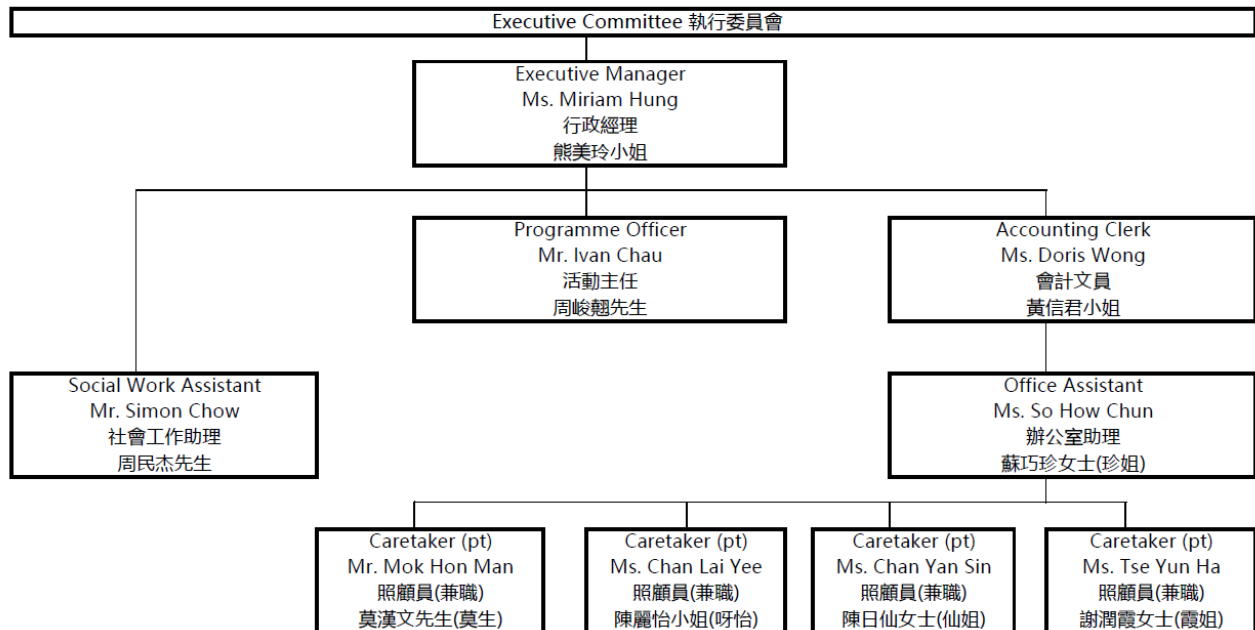 Executive Committee 執行委員會
Executive Manager
Ms. Miriam Hung
行政經理
熊美玲小姐
Programme Officer
Mr. Ivan Chau
活動主任
周峻翹先生
Accounting Clerk
Ms. Doris Wong
會計文員
黃信君小姐
Social Work Assistant
Mr. Simon Chow
社會工作助理
周民杰先生
Office Assistant
Ms. So How Chun
辦公室助理
蘇巧珍女士(珍姐)
Caretaker (pt)
Mr. Mok Hon Man
照顧員(兼職)
莫漢文先生(莫生)
Caretaker (pt)
Ms. Chan Lai Yee
照顧員(兼職)
陳麗怡小姐(呀怡)
Caretaker (pt)
Ms. Chan Yan Sin
照顧員(兼職)
陳日仙女士(仙姐)
Caretaker (pt)
Ms. Tse Yun Ha
照顧員(兼職)
謝潤霞女士(霞姐)